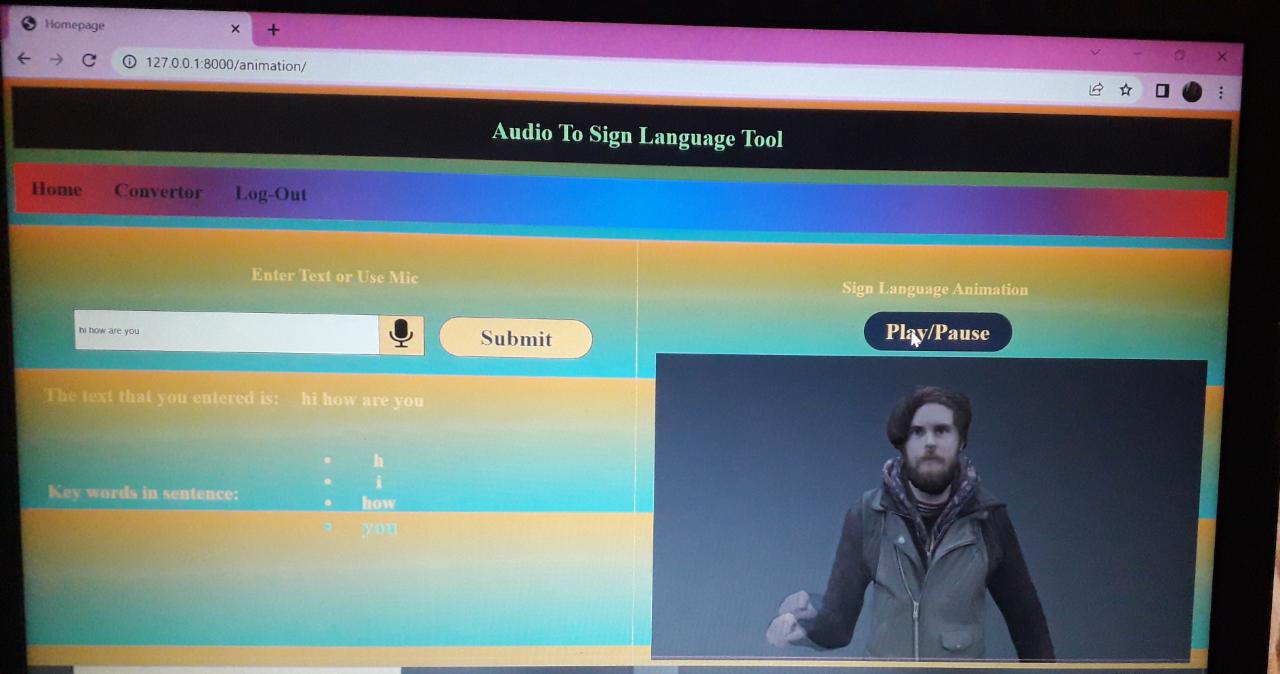 Homepage
127.0.0.1:8000/animation/
Audio To Sign Language Tool
Home Convertor Log-Out
Enter Text or Use Mic
hi how are you
Submit
The text that you entered is: hi how are you
Key words in sentence:
• h
• i
• how
• you
Sign Language Animation
Play/Pause